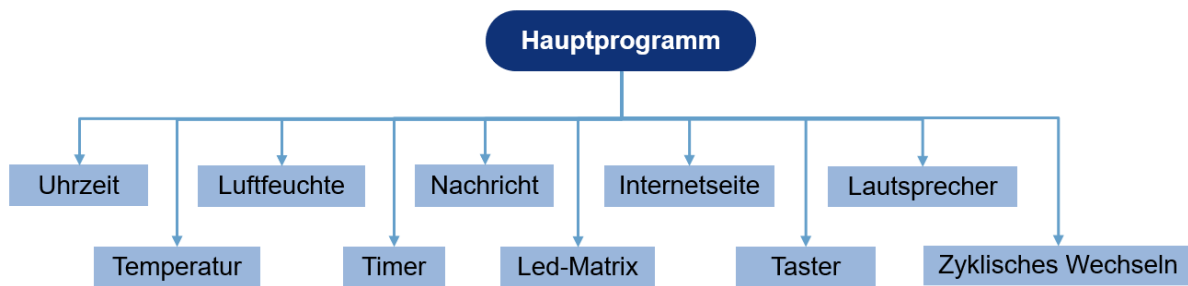 Hauptprogramm
Uhrzeit
Luftfeuchte
Nachricht
Internetseite
Lautsprecher
Temperatur
Timer
Led-Matrix
Taster
Zyklisches Wechseln